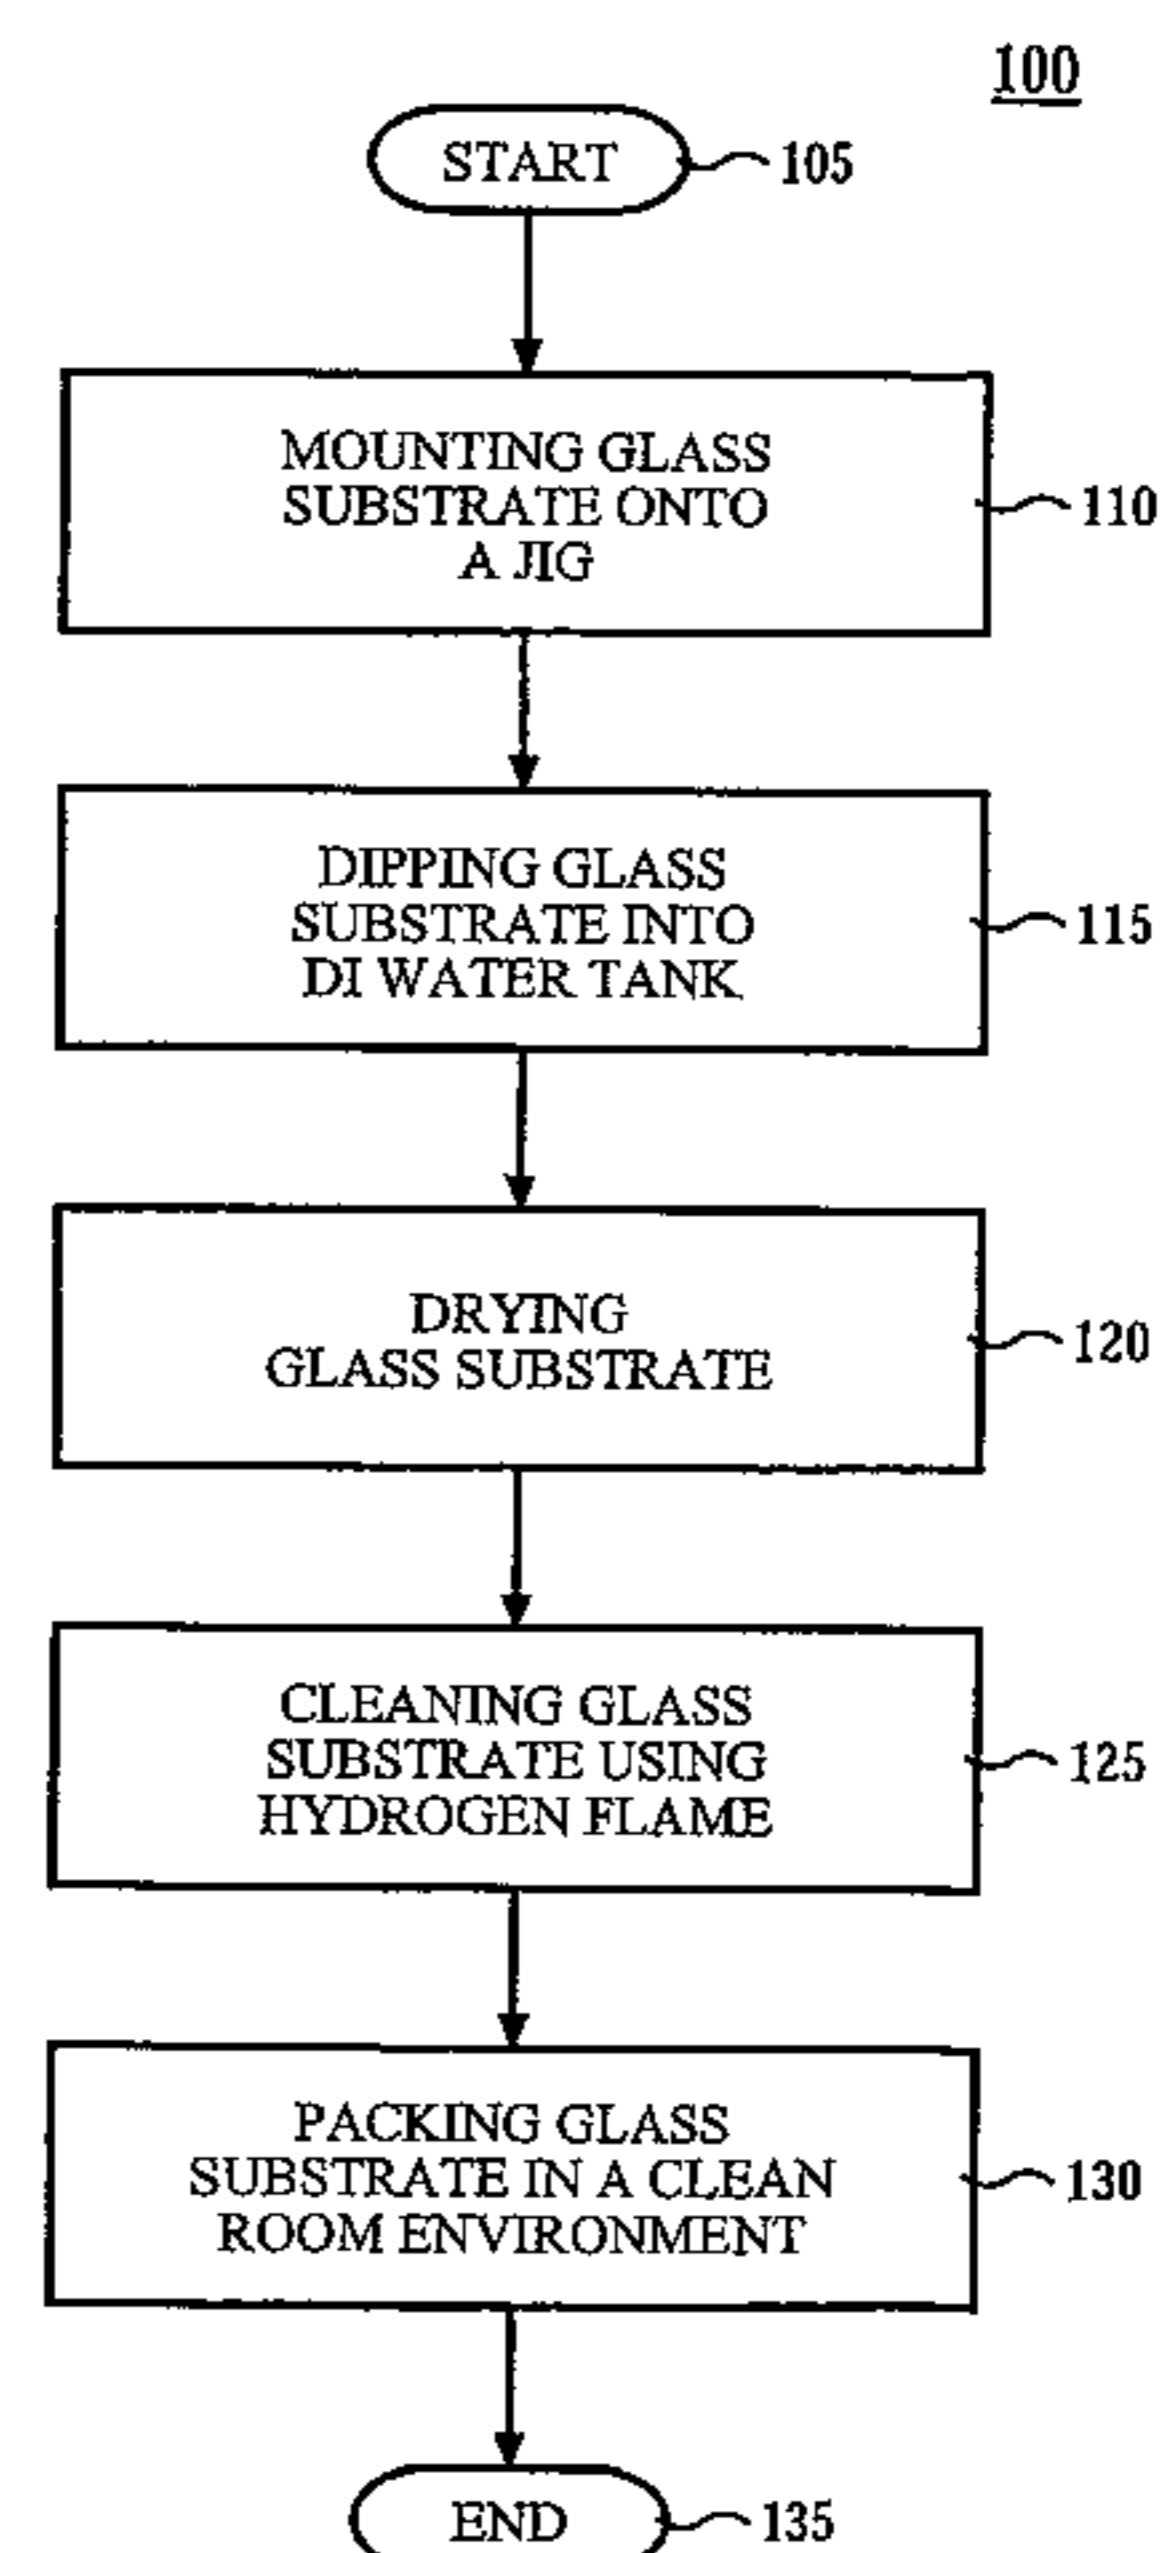 100
START
105
MOUNTING GLASS
SUBSTRATE ONTO
A JIG
110
DIPPING GLASS
SUBSTRATE INTO
DI WATER TANK
115
DRYING
GLASS SUBSTRATE
120
CLEANING GLASS
SUBSTRATE USING
HYDROGEN FLAME
125
PACKING GLASS
SUBSTRATE IN A CLEAN
ROOM ENVIRONMENT
130
END
135